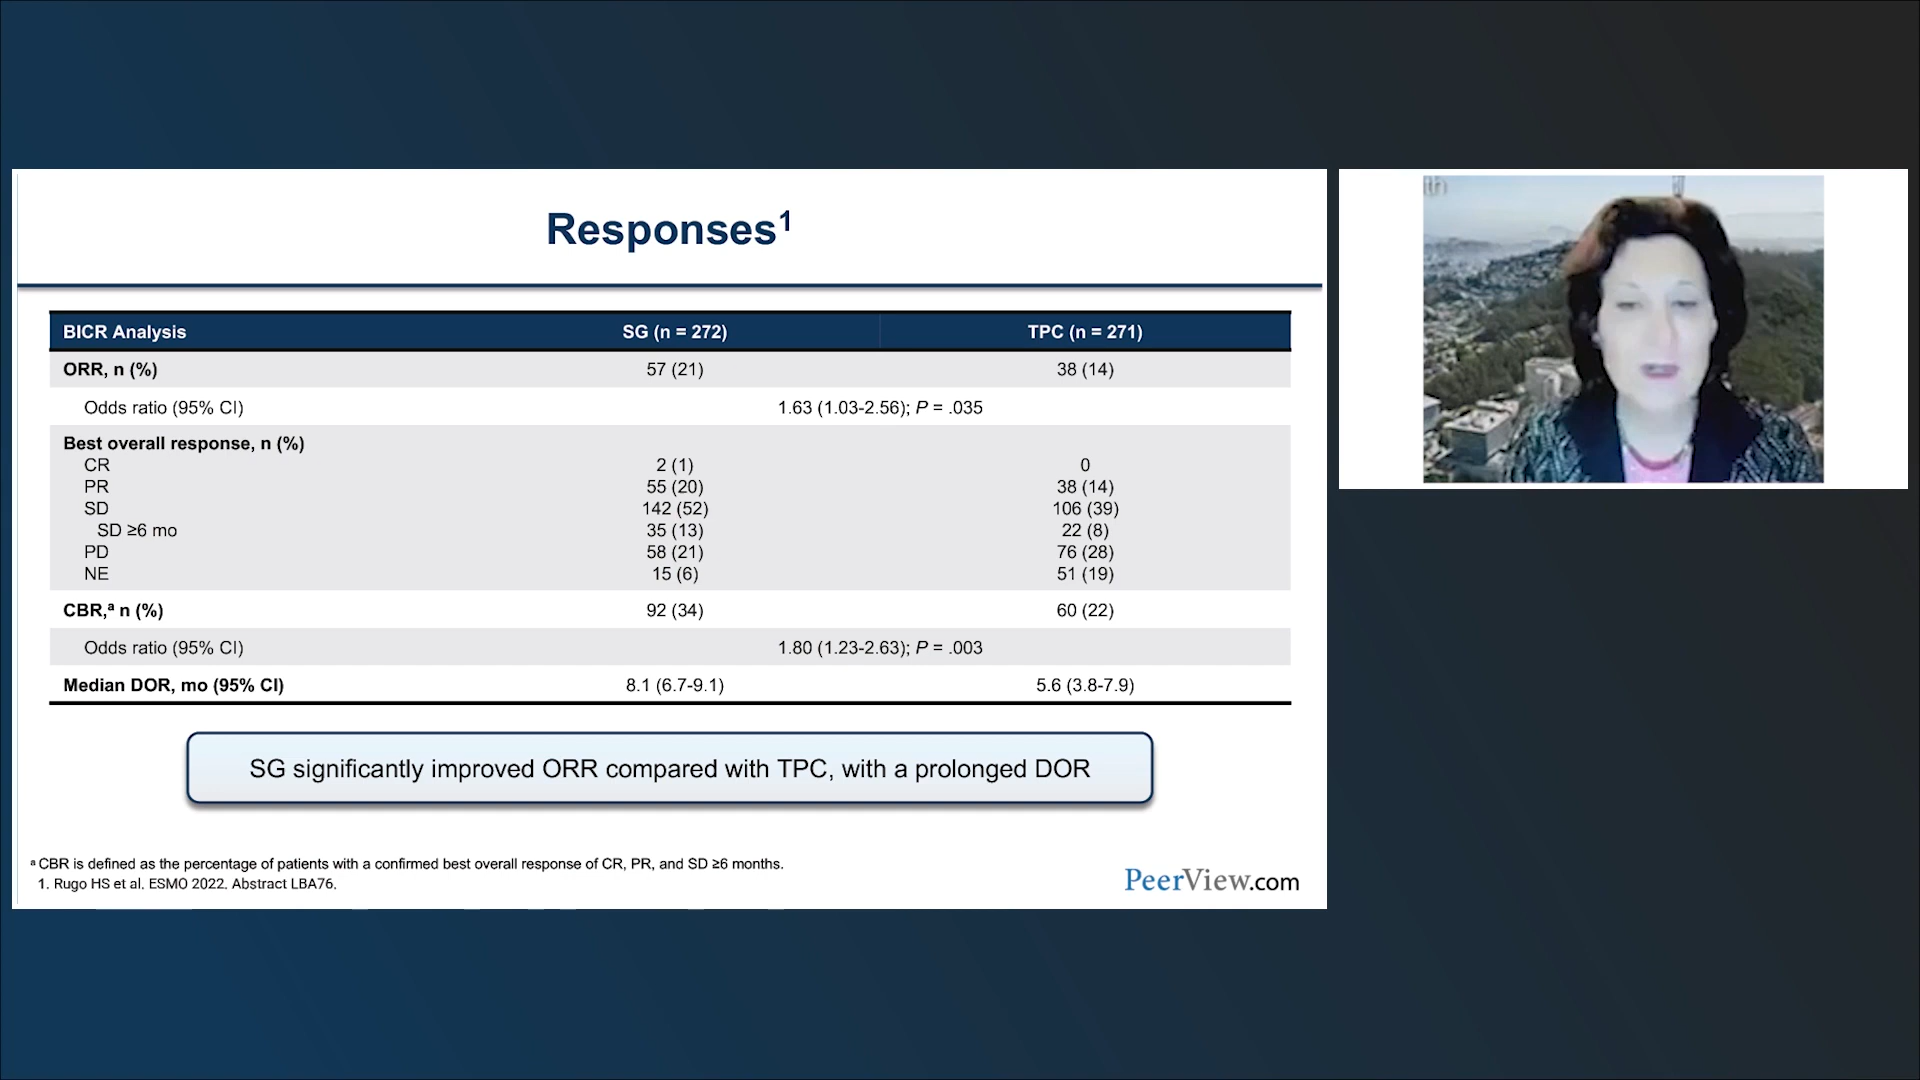 Responses1
BICR Analysis SG (n = 272) TPC (n = 271)
ORR, n (%) 57 (21) 38 (14)
Odds ratio (95% CI) 1.63 (1.03-2.56); P = .035
Best overall response, n (%)
CR 2 (1) 0
PR 55 (20) 38 (14)
SD 142 (52) 106 (39)
SD ≥6 mo 35 (13) 22 (8)
PD 58 (21) 76 (28)
NE 15 (6) 51 (19)
CBR,a n (%) 92 (34) 60 (22)
Odds ratio (95% CI) 1.80 (1.23-2.63); P = .003
Median DOR, mo (95% CI) 8.1 (6.7-9.1) 5.6 (3.8-7.9)
SG significantly improved ORR compared with TPC, with a prolonged DOR
a CBR is defined as the percentage of patients with a confirmed best overall response of CR, PR, and SD ≥6 months.
1. Rugo HS et al. ESMO 2022. Abstract LBA76.
PeerView.com
th